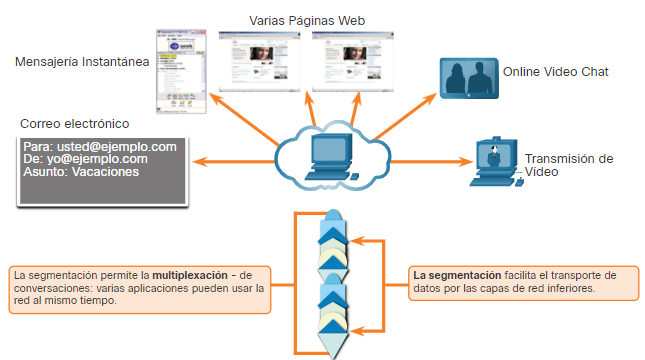 Varias Páginas Web
Mensajería Instantánea
Online Video Chat
Correo electrónico
Para: usted@ejemplo.com
De: yo@ejemplo.com
Asunto: Vacaciones
Transmisión de
Vídeo
La segmentación permite la multiplexación - de
conversaciones: varias aplicaciones pueden usar la
red al mismo tiempo.
La segmentación facilita el transporte de
datos por las capas de red inferiores.